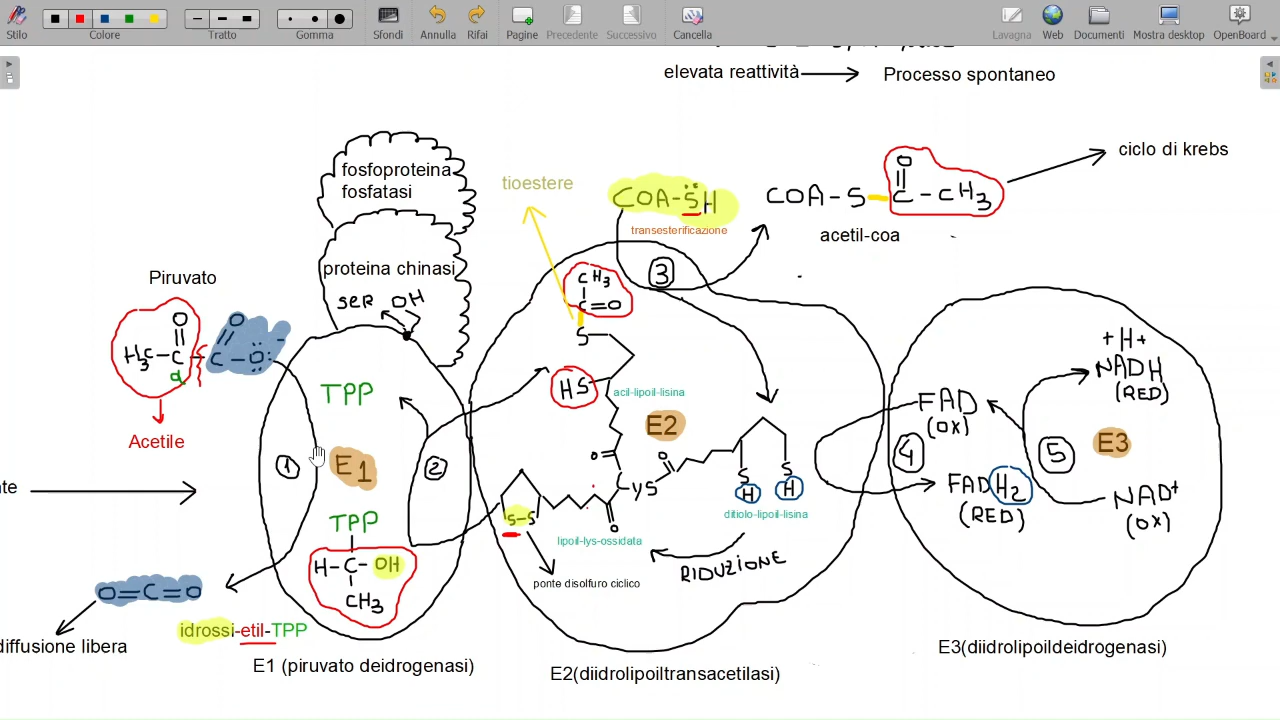 Stilo
Colore
Tratto
Gomma
Sfondi
Annulla
Rifai
Pagine
Precedente
Successivo
Cancella
Lavagna
Web
Documenti
Mostra desktop
OpenBoard
elevata reattività
Processo spontaneo
fosfoproteina
fosfatasi
tioestere
COA-SH
transesterificazione
COA-S-C-CH3
O
acetil-coa
ciclo di krebs
proteina chinasi
SER OH
Piruvato
O
H3C-C
α
O
C-O:
Acetile
3
CH3
C=O
S
HS
acil-lipoil-lisina
E2
TPP
1
E1
2
TPP
H-C-OH
CH3
O=C=O
diffusione libera
idrossi-etil-TPP
E1 (piruvato deidrogenasi)
S-S
O
O
lipoil-lys-ossidata
ponte disolfuro ciclico
LYS
O
S
S
H
H
ditiolo-lipoil-lisina
RIDUZIONE
E2(diidrolipoiltransacetilasi)
FAD
(OX)
4
FADH2
(RED)
+H+
NADH
(RED)
5
E3
NAD+
(OX)
E3(diidrolipoildeidrogenasi)